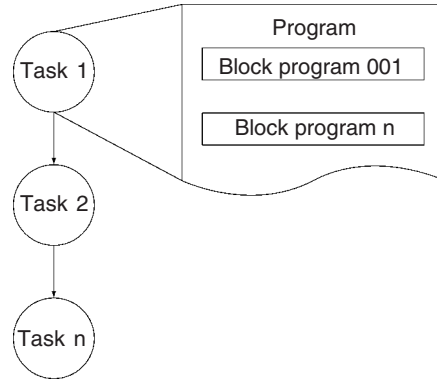 Program
Task 1
Block program 001
Block program n
Task 2
Task n